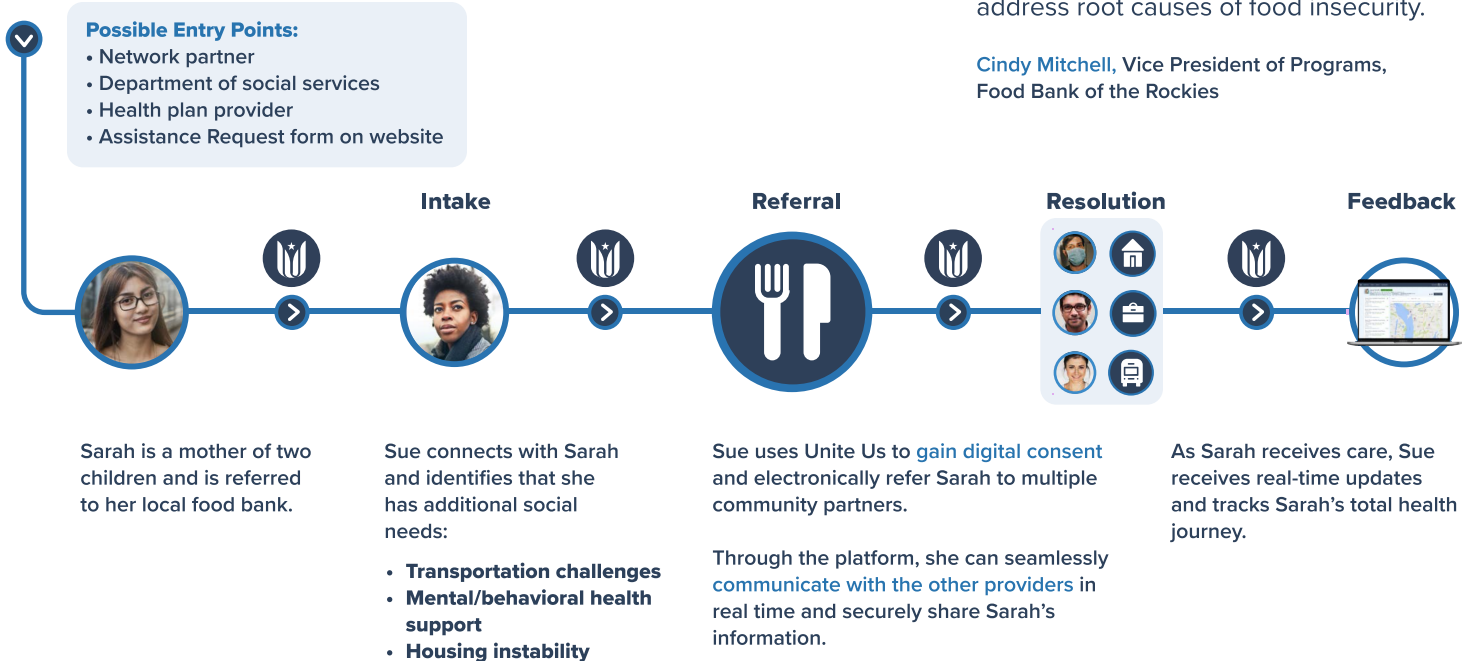 address root causes of food insecurity.
Cindy Mitchell, Vice President of Programs,
Food Bank of the Rockies
Possible Entry Points:
• Network partner
• Department of social services
• Health plan provider
• Assistance Request form on website
Intake
Referral
Resolution
Feedback
Sarah is a mother of two
children and is referred
to her local food bank.
Sue connects with Sarah
and identifies that she
has additional social
needs:
• Transportation challenges
• Mental/behavioral health
support
• Housing instability
Sue uses Unite Us to gain digital consent
and electronically refer Sarah to multiple
community partners.
Through the platform, she can seamlessly
communicate with the other providers in
real time and securely share Sarah’s
information.
As Sarah receives care, Sue
receives real-time updates
and tracks Sarah’s total health
journey.